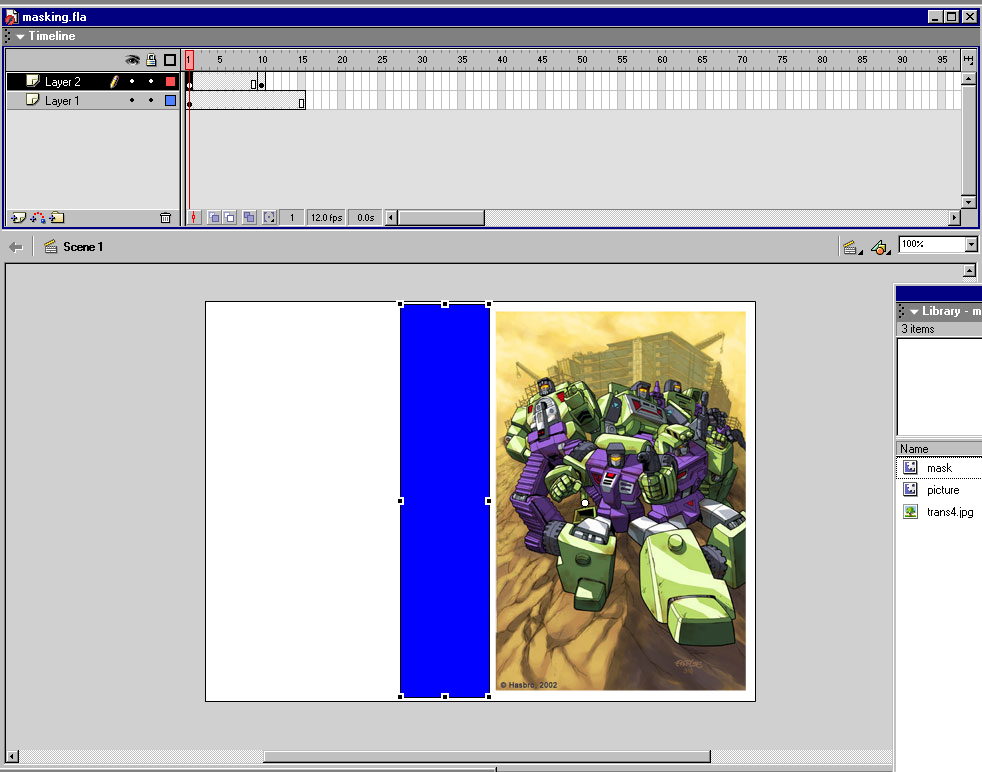 masking.fla
Timeline
1 5 10 15 20 25 30 35 40 45 50 55 60 65 70 75 80 85 90 95
Layer 2
Layer 1
1 12.0 fps 0.0s
Scene 1 100%
Library - m
3 items
Name
mask
picture
trans4.jpg
© Hasbro, 2002